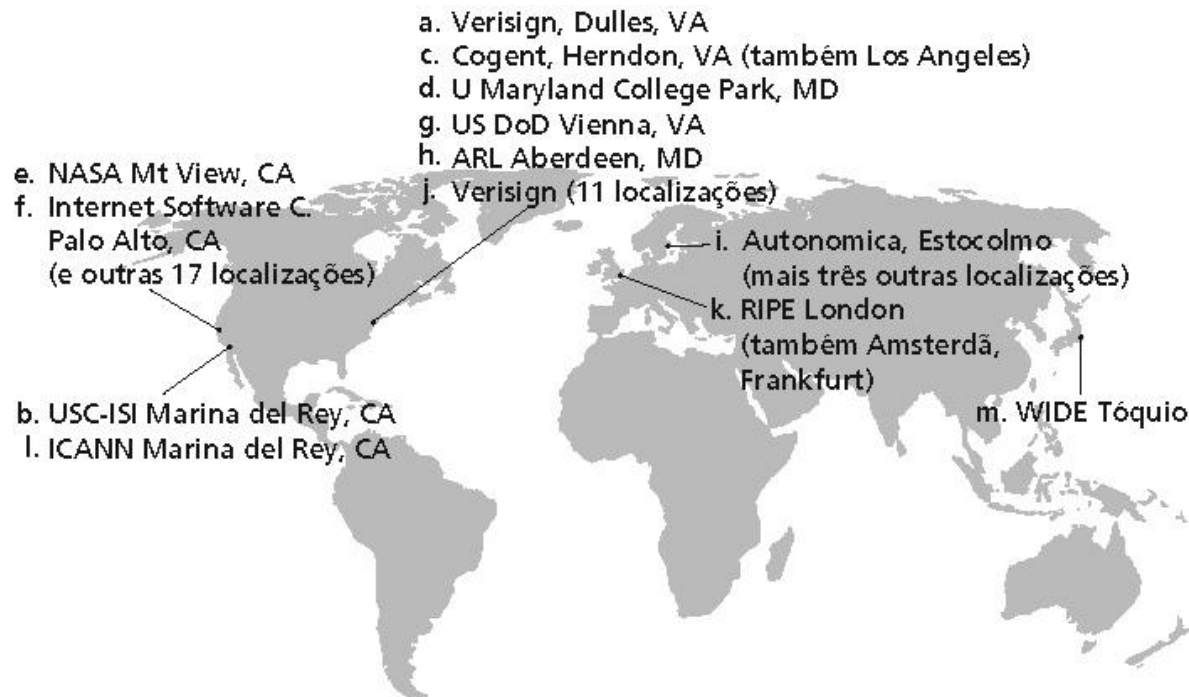 a. Verisign, Dulles, VA
c. Cogent, Herndon, VA (também Los Angeles)
d. U Maryland College Park, MD
g. US DoD Vienna, VA
h. ARL Aberdeen, MD
j. Verisign (11 localizações)
e. NASA Mt View, CA
f. Internet Software C.
Palo Alto, CA
(e outras 17 localizações)
i. Autonomica, Estocolmo
(mais três outras localizações)
k. RIPE London
(também Amsterdã,
Frankfurt)
m. WIDE Tóquio
b. USC-ISI Marina del Rey, CA
l. ICANN Marina del Rey, CA